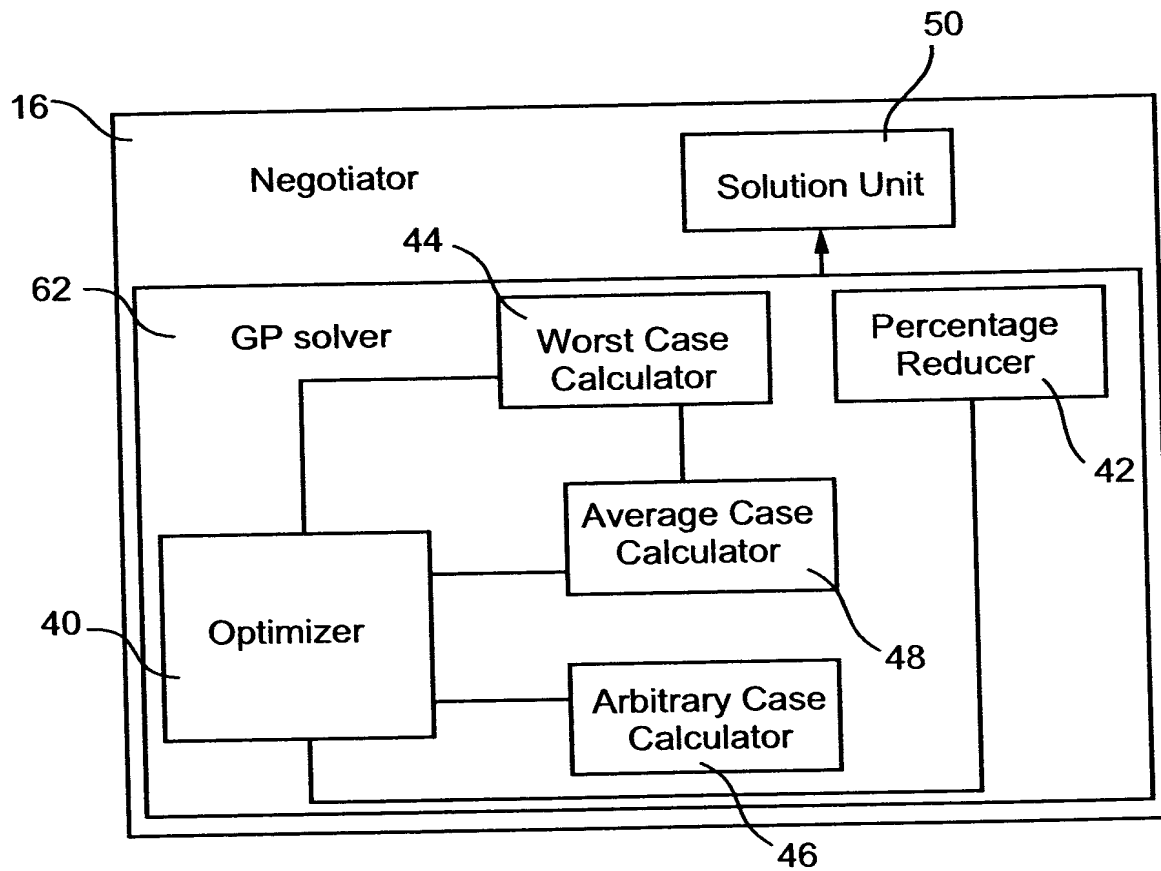 50
16
Negotiator
Solution Unit
44
62
GP solver
Worst Case
Calculator
Percentage
Reducer
42
Average Case
Calculator
48
40
Optimizer
Arbitrary Case
Calculator
46